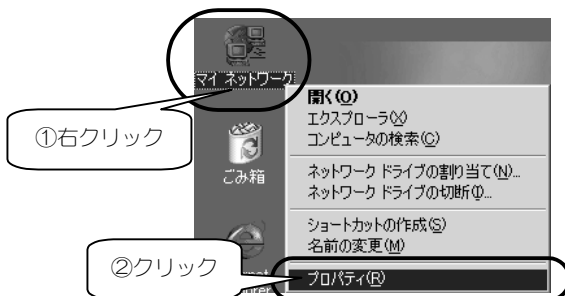 マイ ネットワーク
①右クリック
ごみ箱
②クリック
開く(O)
エクスプローラ(X)
コンピュータの検索(C)
ネットワーク ドライブの割り当て(N)...
ネットワーク ドライブの切断(I)...
ショートカットの作成(S)
名前の変更(M)
プロパティ(R)